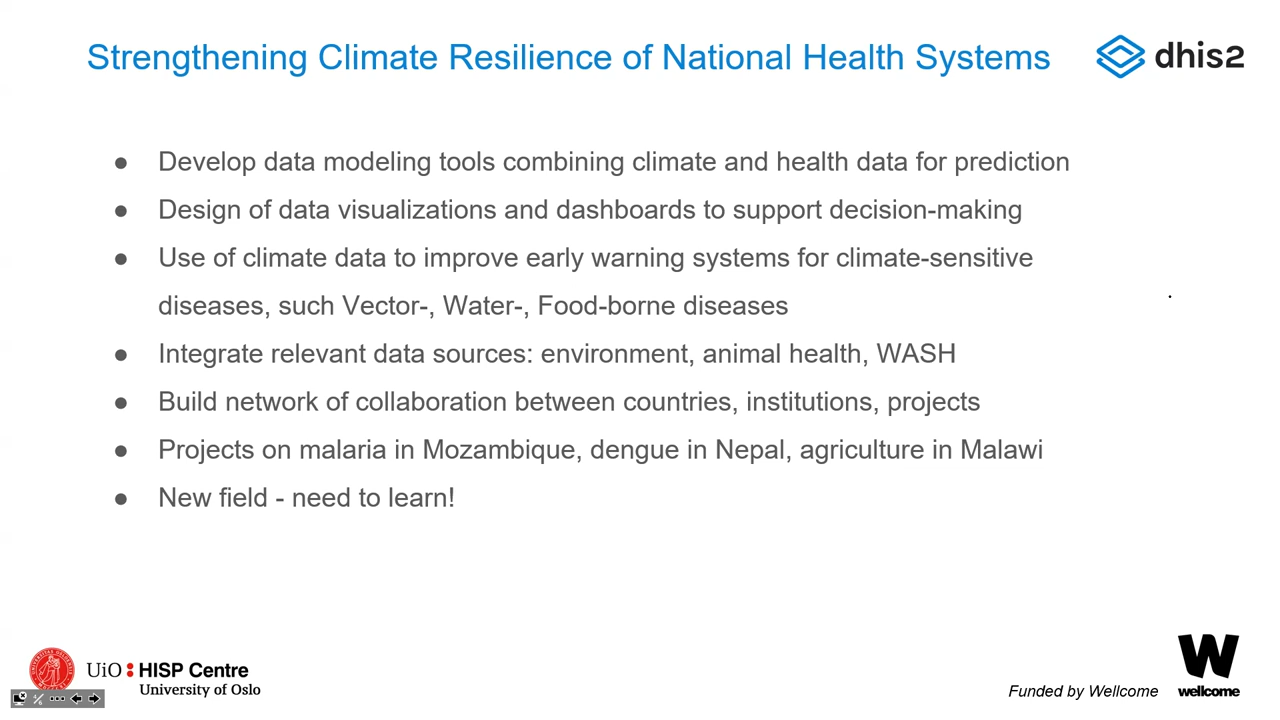 Strengthening Climate Resilience of National Health Systems
dhis2
● Develop data modeling tools combining climate and health data for prediction
● Design of data visualizations and dashboards to support decision-making
● Use of climate data to improve early warning systems for climate-sensitive
diseases, such Vector-, Water-, Food-borne diseases
● Integrate relevant data sources: environment, animal health, WASH
● Build network of collaboration between countries, institutions, projects
● Projects on malaria in Mozambique, dengue in Nepal, agriculture in Malawi
● New field - need to learn!
UiO: HISP Centre
University of Oslo
Funded by Wellcome
W
wellcome